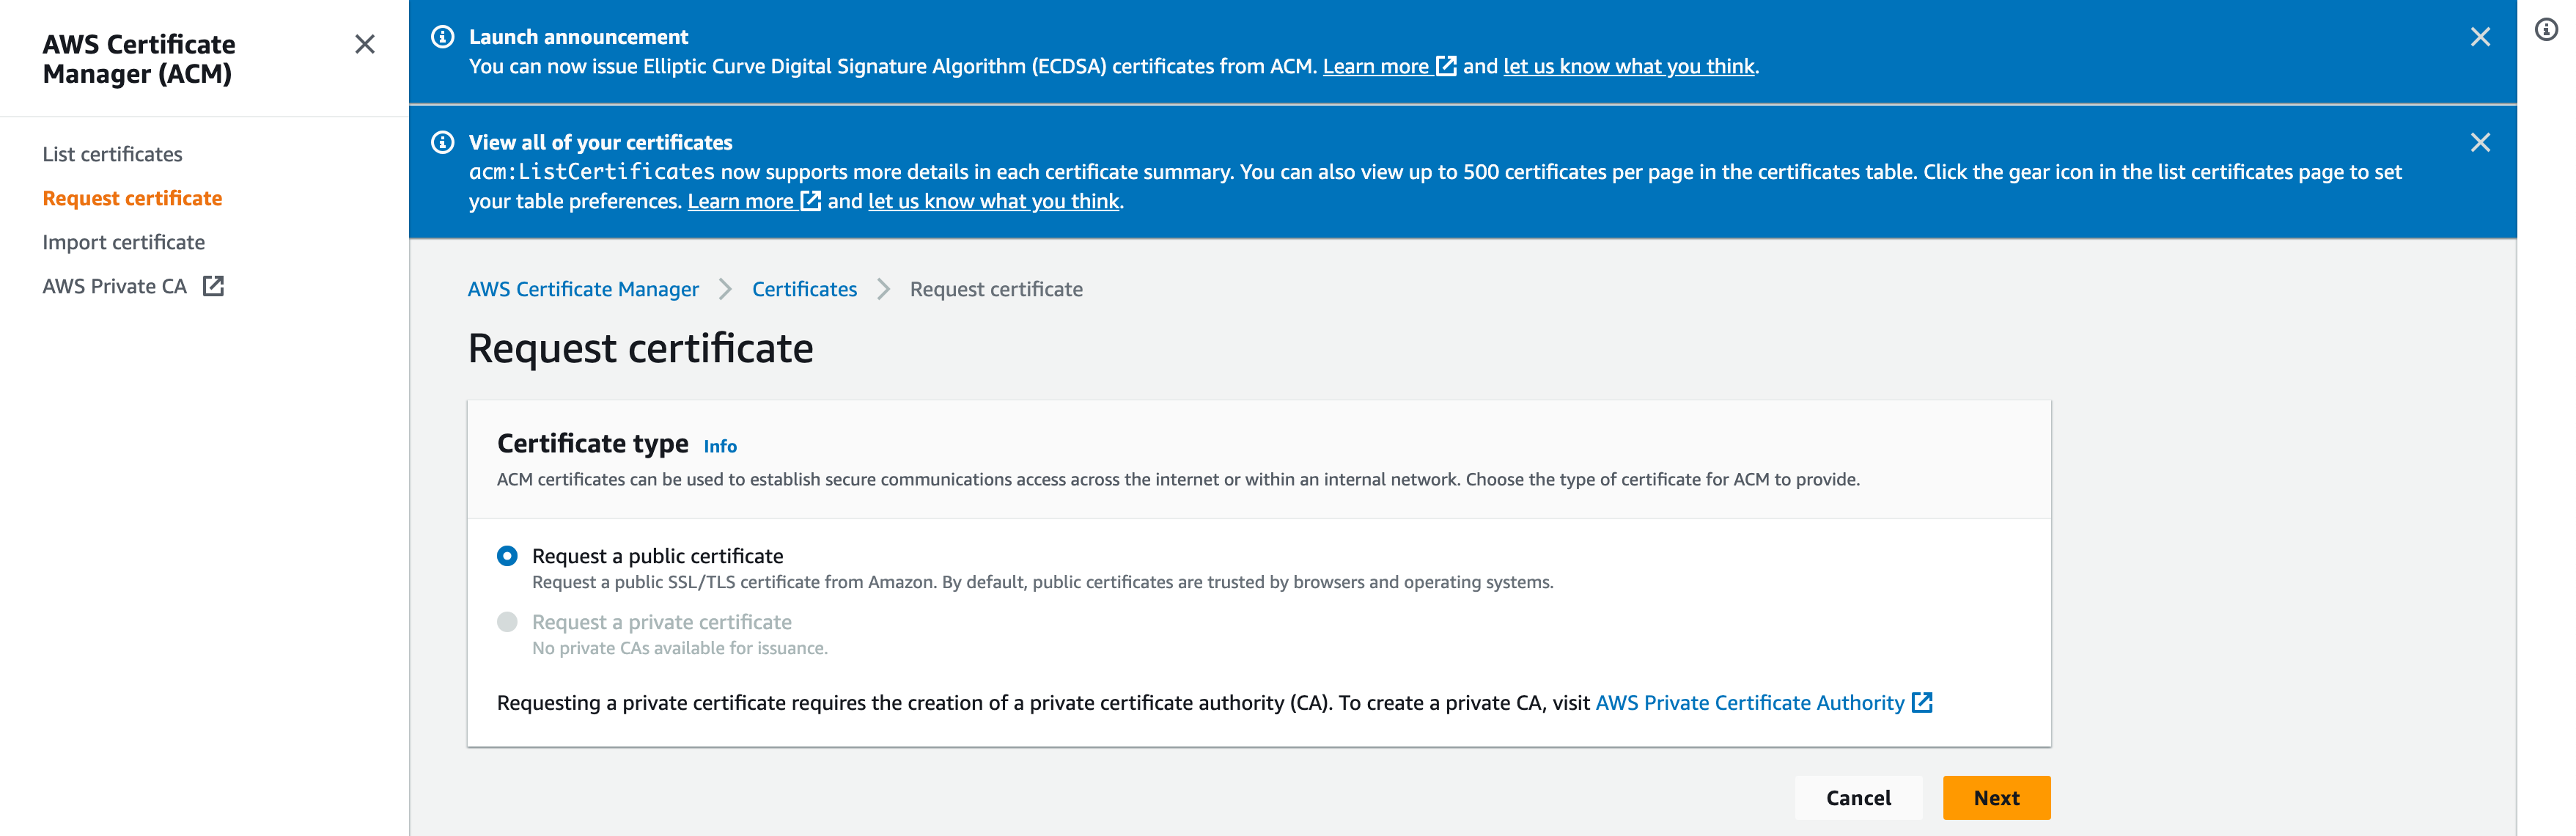 AWS Certificate
Manager (ACM)
List certificates
Request certificate
Import certificate
AWS Private CA
Launch announcement
You can now issue Elliptic Curve Digital Signature Algorithm (ECDSA) certificates from ACM. Learn more and let us know what you think.
View all of your certificates
acm:ListCertificates now supports more details in each certificate summary. You can also view up to 500 certificates per page in the certificates table. Click the gear icon in the list certificates page to set
your table preferences. Learn more and let us know what you think.
AWS Certificate Manager Certificates Request certificate
Request certificate
Certificate type Info
ACM certificates can be used to establish secure communications access across the internet or within an internal network. Choose the type of certificate for ACM to provide.
Request a public certificate
Request a public SSL/TLS certificate from Amazon. By default, public certificates are trusted by browsers and operating systems.
Request a private certificate
No private CAs available for issuance.
Requesting a private certificate requires the creation of a private certificate authority (CA). To create a private CA, visit AWS Private Certificate Authority
Cancel Next